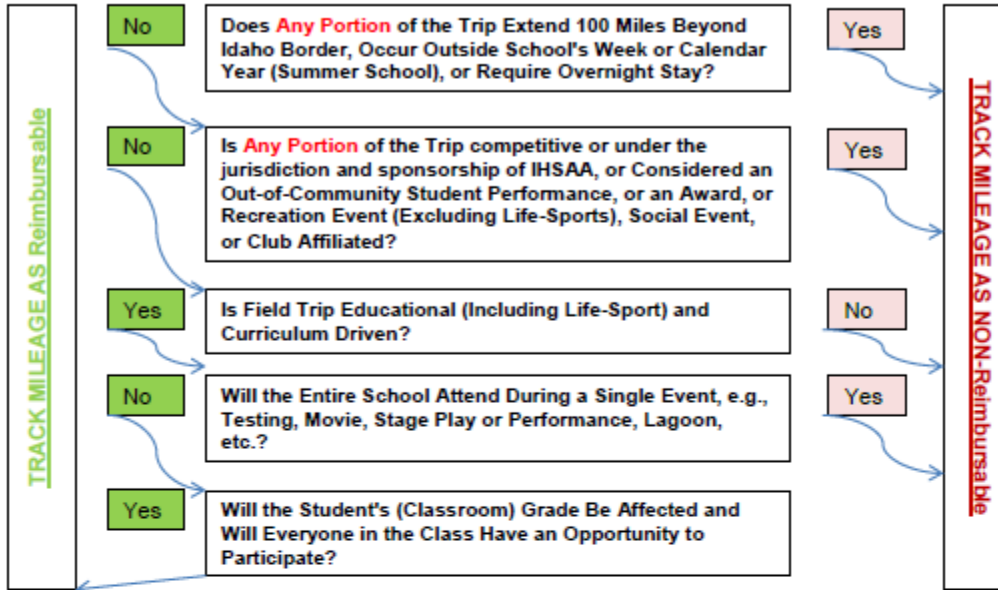 TRACK MILEAGE AS Reimbursable
No
Does Any Portion of the Trip Extend 100 Miles Beyond
Idaho Border, Occur Outside School's Week or Calendar
Year (Summer School), or Require Overnight Stay?
Yes
No
Is Any Portion of the Trip competitive or under the
jurisdiction and sponsorship of IHSAA, or Considered an
Out-of-Community Student Performance, or an Award, or
Recreation Event (Excluding Life-Sports), Social Event,
or Club Affiliated?
Yes
Yes
Is Field Trip Educational (Including Life-Sport) and
Curriculum Driven?
No
No
Will the Entire School Attend During a Single Event, e.g.,
Testing, Movie, Stage Play or Performance, Lagoon,
etc.?
Yes
Yes
Will the Student's (Classroom) Grade Be Affected and
Will Everyone in the Class Have an Opportunity to
Participate?
TRACK MILEAGE AS NON-Reimbursable